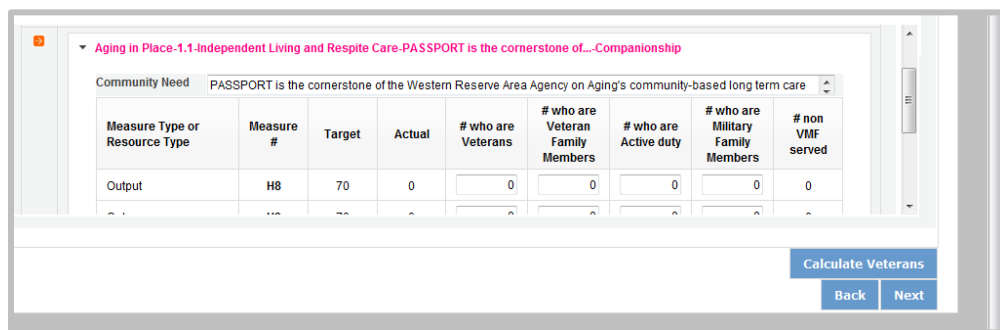 Aging in Place-1.1-Independent Living and Respite Care-PASSPORT is the cornerstone of...-Companionship
Community Need PASSPORT is the cornerstone of the Western Reserve Area Agency on Aging's community-based long term care
Measure Type or Resource Type Measure # Target Actual # who are Veterans # who are Veteran Family Members # who are Active duty # who are Military Family Members # non VMF served
Output H8 70 0 0 0 0 0 0
Calculate Veterans
Back Next